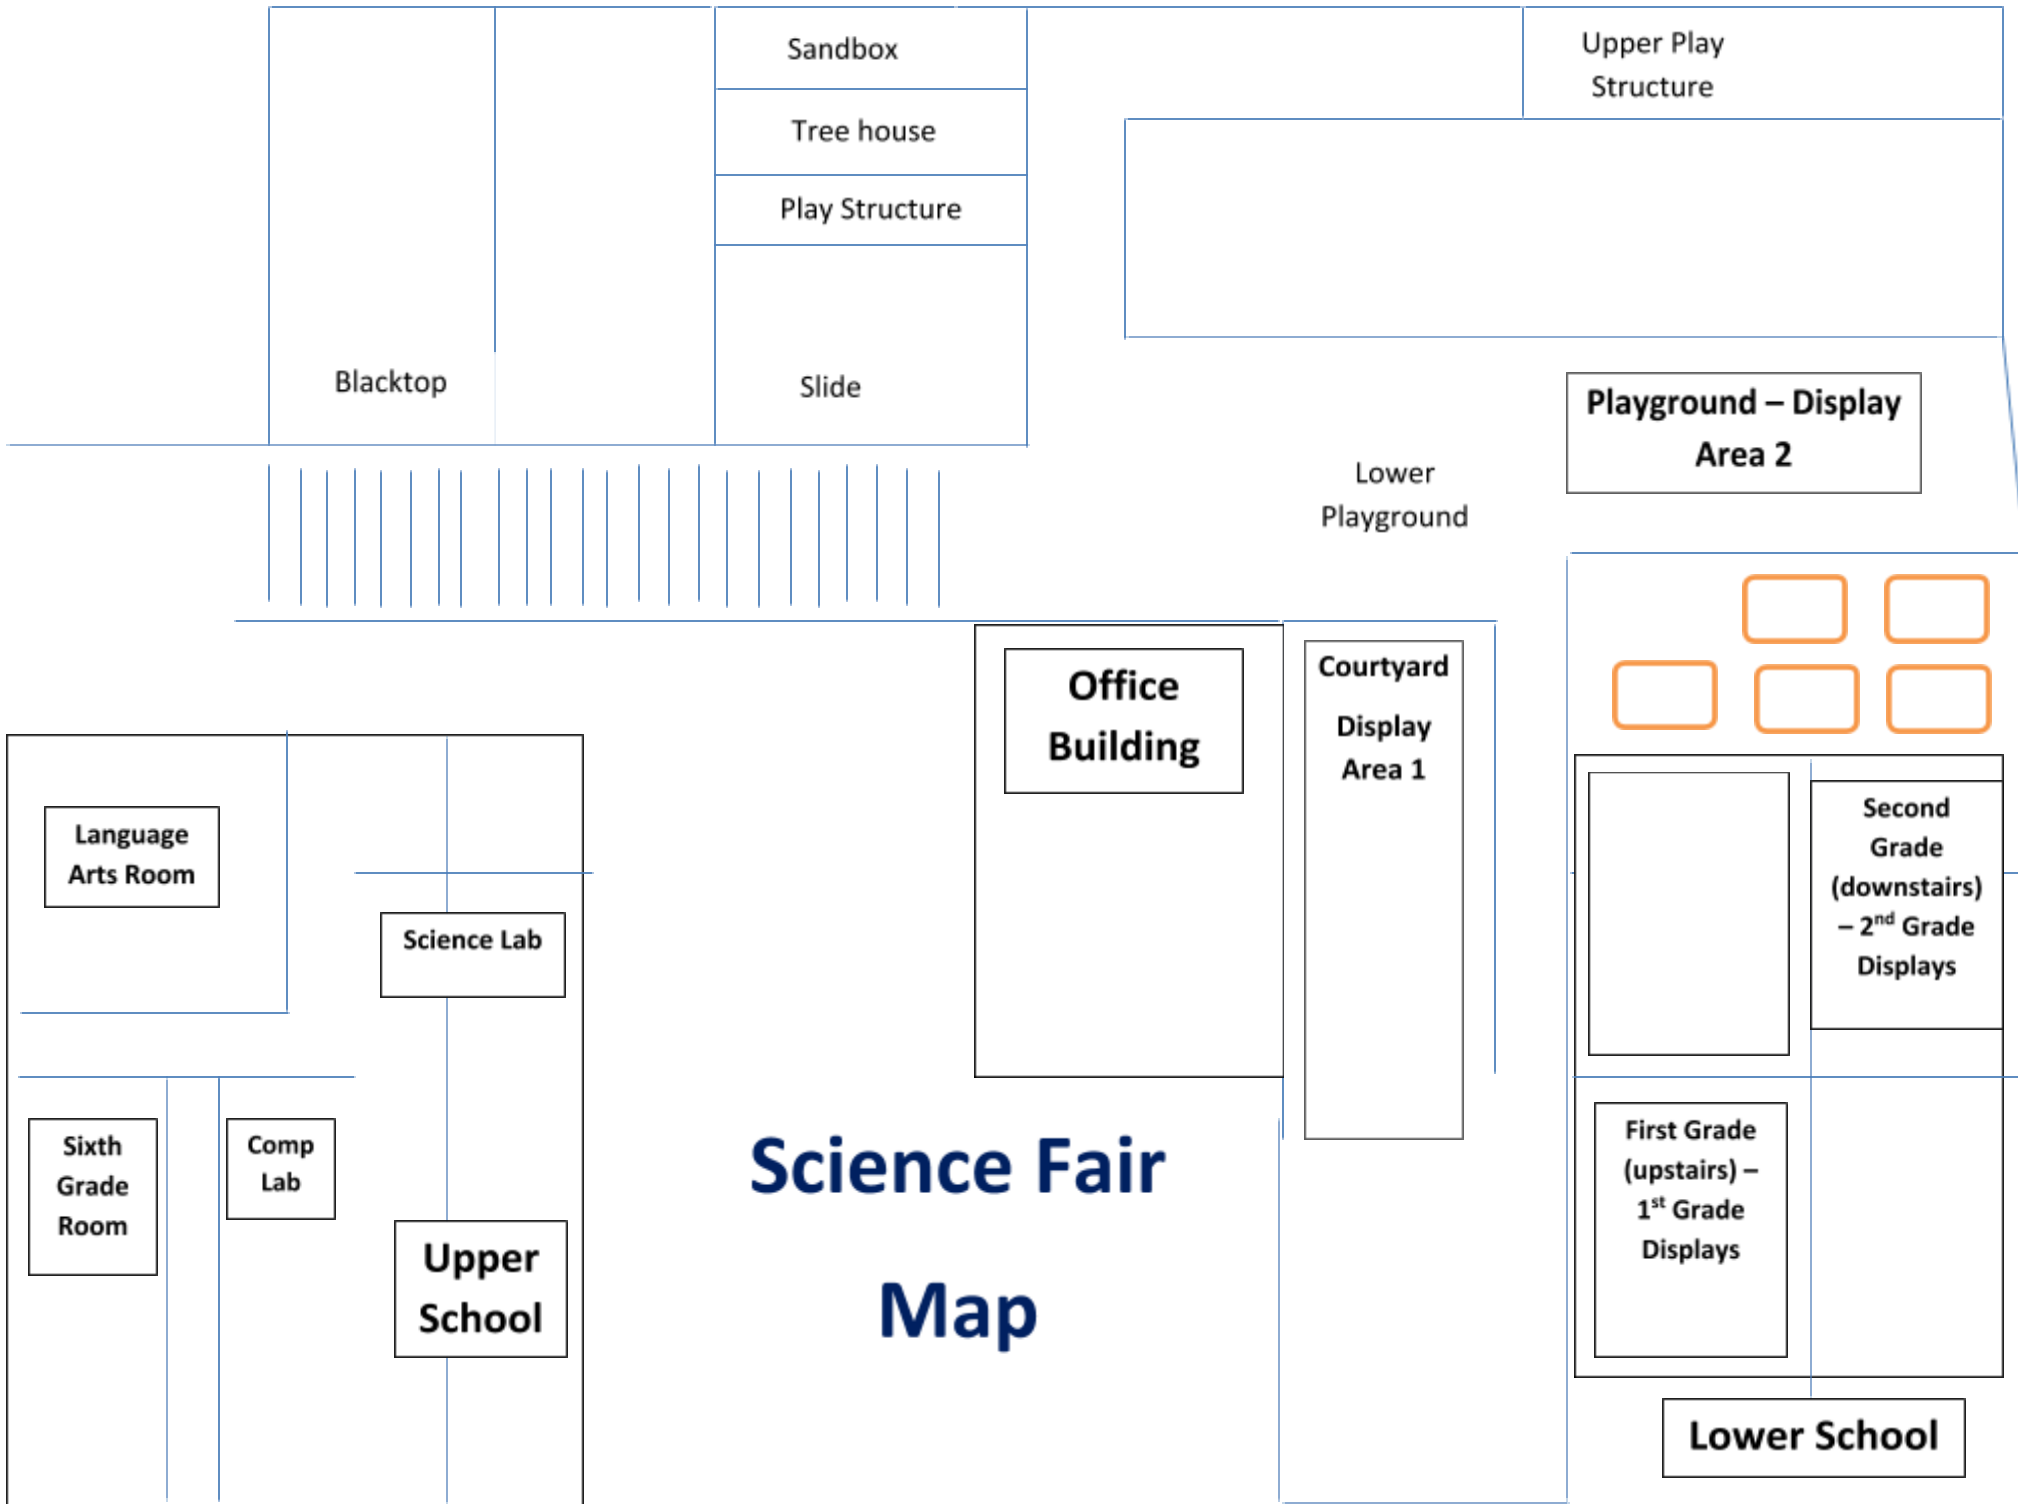 Sandbox
Tree house
Play Structure
Slide
Blacktop
Upper Play
Structure
Playground – Display
Area 2
Lower
Playground
Office
Building
Courtyard
Display
Area 1
Language
Arts Room
Science Lab
Sixth
Grade
Room
Comp
Lab
Upper
School
Science Fair
Map
Second
Grade
(downstairs)
– 2nd Grade
Displays
First Grade
(upstairs) –
1st Grade
Displays
Lower School